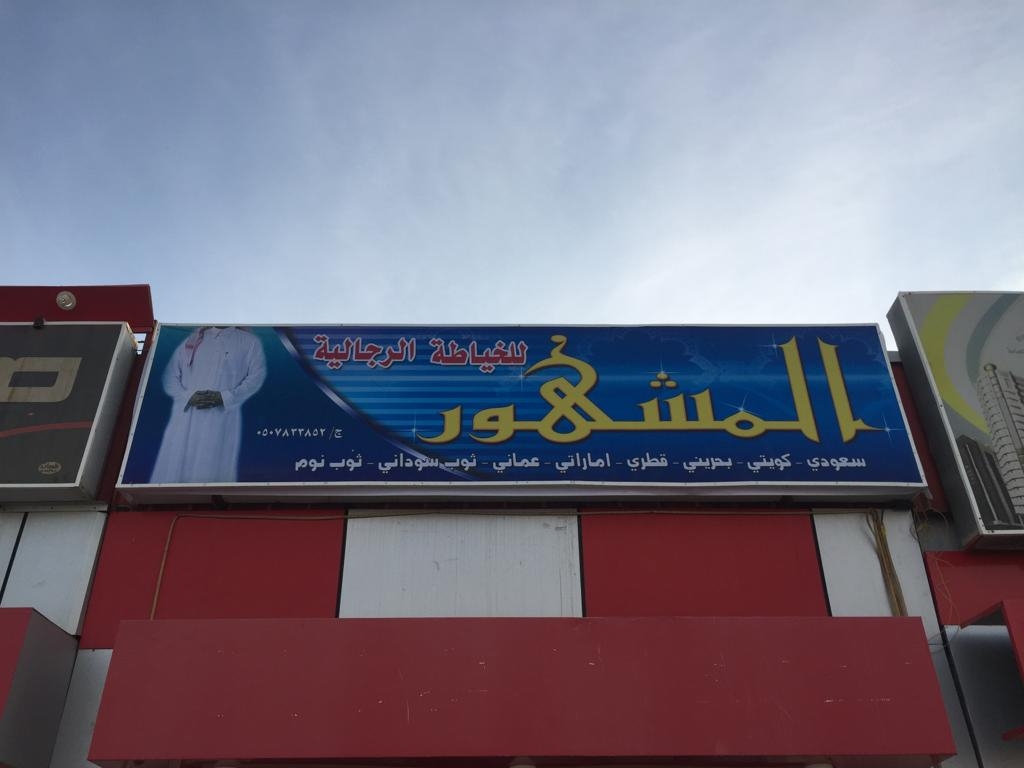 المشهور
للخياطة الرجالية
ج/ ٠٥٠٧٨٣٣٨٥٢
سعودي - كويتي - بحريني - قطري - اماراتي - عماني - ثوب سوداني - ثوب نوم